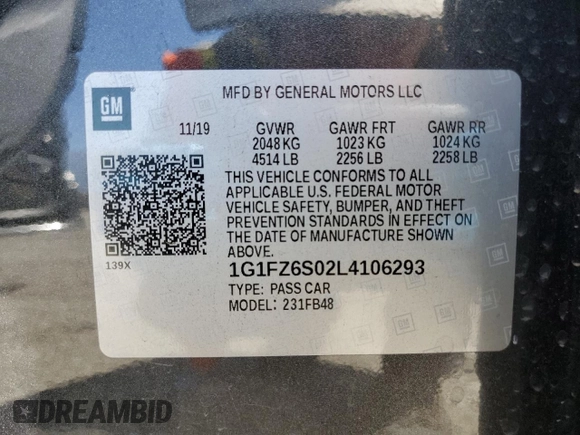 MFD BY GENERAL MOTORS LLC
GM
11/19 GVWR GAWR FRT GAWR RR
2048 KG 1023 KG 1024 KG
4514 LB 2256 LB 2258 LB
THIS VEHICLE CONFORMS TO ALL
APPLICABLE U.S. FEDERAL MOTOR
VEHICLE SAFETY, BUMPER, AND THEFT
PREVENTION STANDARDS IN EFFECT ON
THE DATE OF MANUFACTURE SHOWN
ABOVE.
139X
1G1FZ6S02L4106293
TYPE: PASS CAR
MODEL: 231FB48
DREAMBID